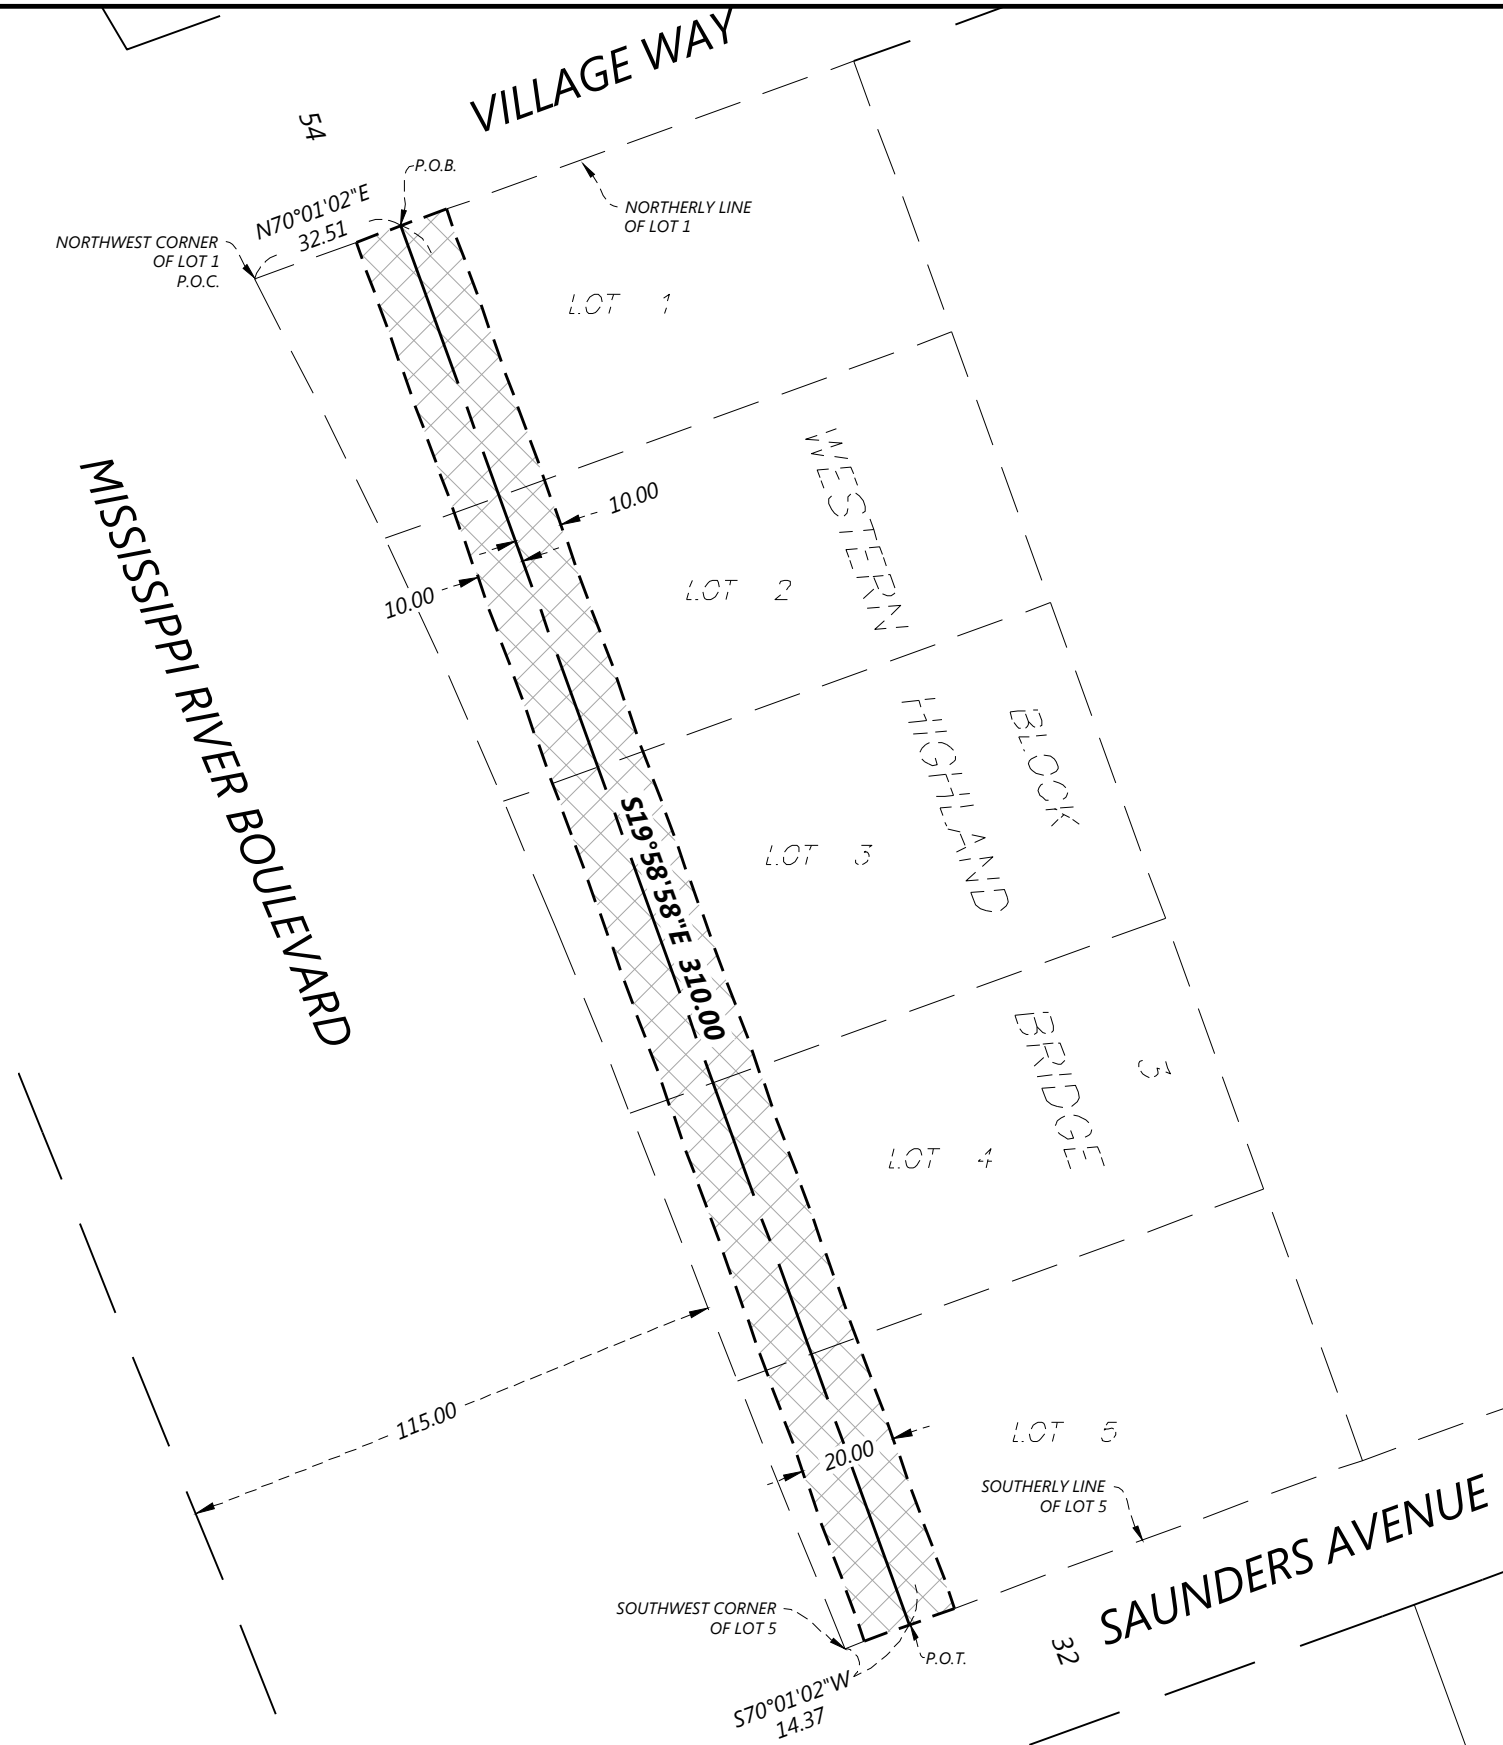 VILLAGE WAY
54
P.O.B.
N70°01'02"E
32.51
NORTHWEST CORNER
OF LOT 1
P.O.C.
NORTHERLY LINE
OF LOT 1
LOT 1
MISSISSIPPI RIVER BOULEVARD
10.00
10.00
LOT 2
WESTERN
HIGHLAND
BRIDGE
BLOCK
3
S19°58'58"E 310.00
LOT 3
LOT 4
115.00
20.00
LOT 5
SOUTHERLY LINE
OF LOT 5
SAUNDERS AVENUE
32
SOUTHWEST CORNER
OF LOT 5
P.O.T.
S70°01'02"W
14.37